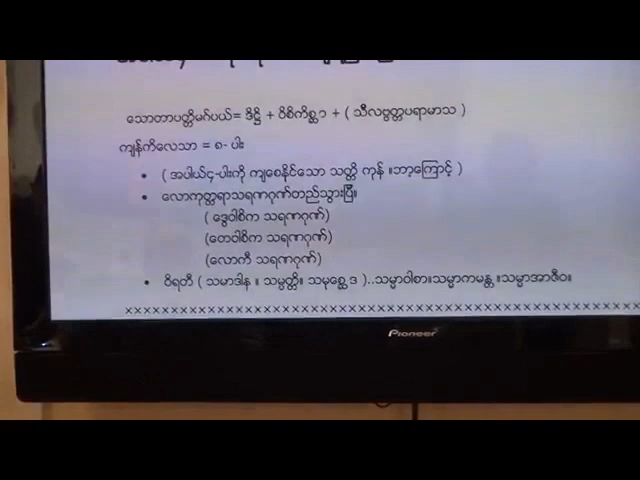 သောတာပတ္တိမဂ်ပယ်= ဒိဋ္ဌိ + ဝိစိကိစ္ဆာ + ( သီလဗ္ဗတ္တပရာမာသ )
ကျန်ကိလေသာ = ၈- ပါး
• ( အပါယ်၄-ပါးကို ကျစေနိုင်သော သတ္တိ ကုန် ။ဘာ့ကြောင့် )
• လောကုတ္တရာသရဏဂုဏ်တည်သွားပြီ။
( ဒွေဝါစိက သရဏဂုဏ်)
(တေဝါစိက သရဏဂုဏ်)
(လောကီ သရဏဂုဏ်)
• ဝိရတီ ( သမာဒါန ။ သမ္ပတ္တိ။ သမုစ္ဆေဒ )..သမ္မာဝါစာ။သမ္မာကမန္တ ။သမ္မာအာဇီဝ။
××××××××××××××××××××××××××××××××××××××××××××××××
Pioneer